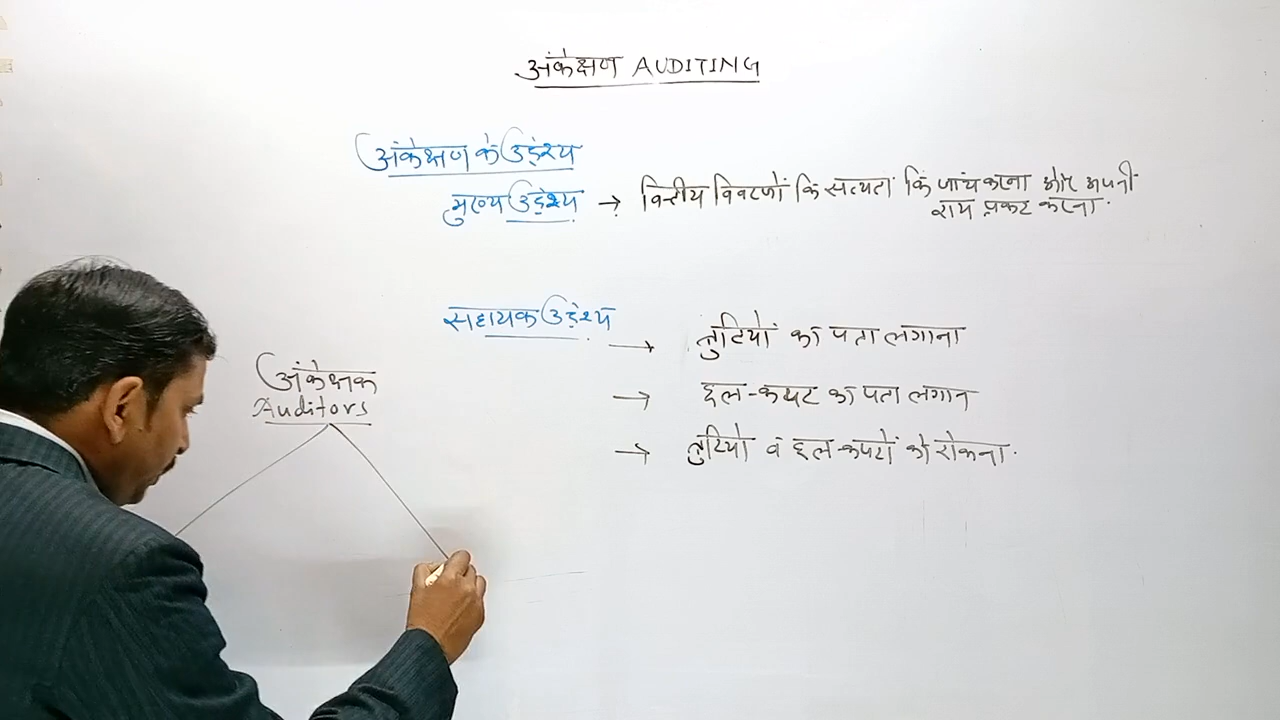 अंकेक्षण AUDITING
अंकेक्षण के उद्देश्य
मुख्य उद्देश्य → वित्तीय विवरणों कि सत्यता कि जांच करना और अपनी
राय प्रकट करना.
सहायक उद्देश्य
→ त्रुटियों का पता लगाना
→ छल-कपट का पता लगान
→ त्रुटियो व छल-कपटों को रोकना.
अंकेक्षक
Auditors